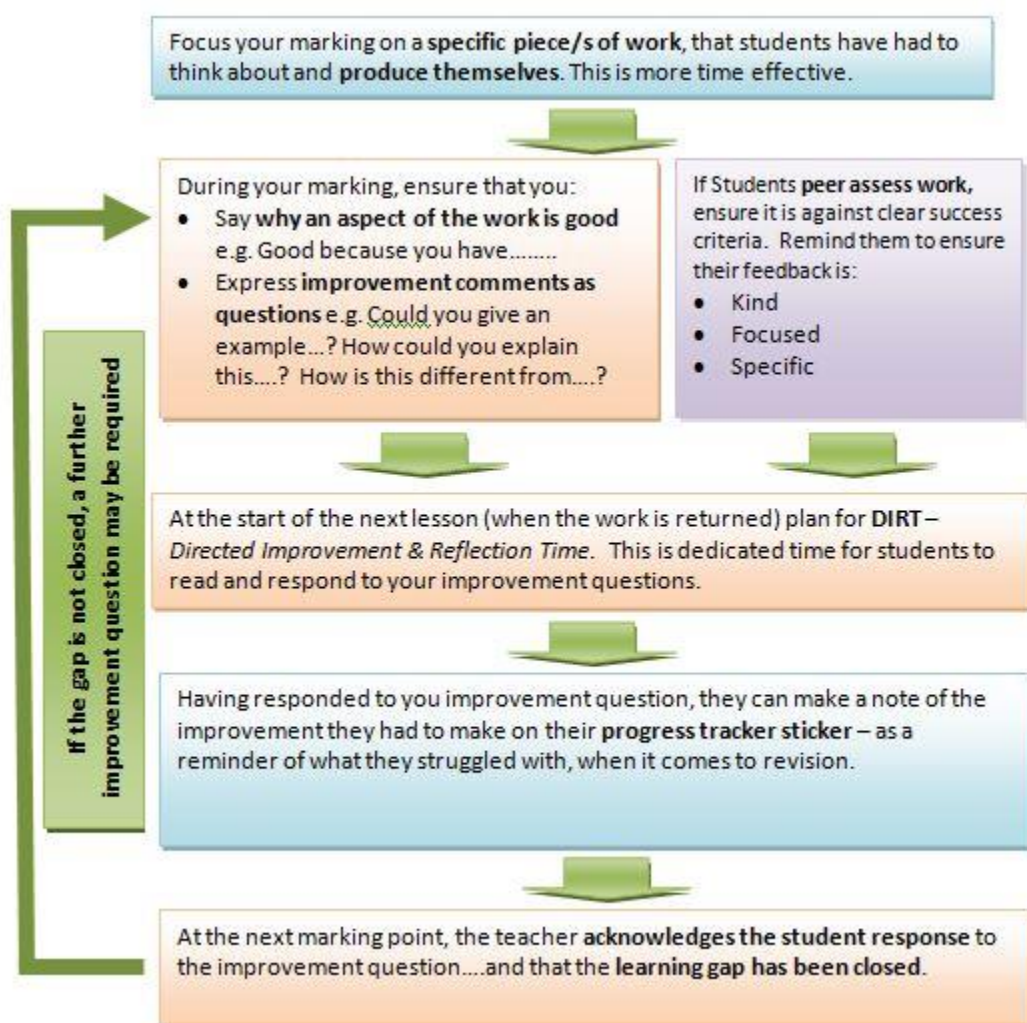 Focus your marking on a specific piece/s of work, that students have had to
think about and produce themselves. This is more time effective.
During your marking, ensure that you:
• Say why an aspect of the work is good
e.g. Good because you have........
• Express improvement comments as
questions e.g. Could you give an
example...? How could you explain
this....? How is this different from....?
If Students peer assess work,
ensure it is against clear success
criteria. Remind them to ensure
their feedback is:
• Kind
• Focused
• Specific
If the gap is not closed, a further
improvement question may be required
At the start of the next lesson (when the work is returned) plan for DIRT –
Directed Improvement & Reflection Time. This is dedicated time for students to
read and respond to your improvement questions.
Having responded to you improvement question, they can make a note of the
improvement they had to make on their progress tracker sticker – as a
reminder of what they struggled with, when it comes to revision.
At the next marking point, the teacher acknowledges the student response to
the improvement question....and that the learning gap has been closed.